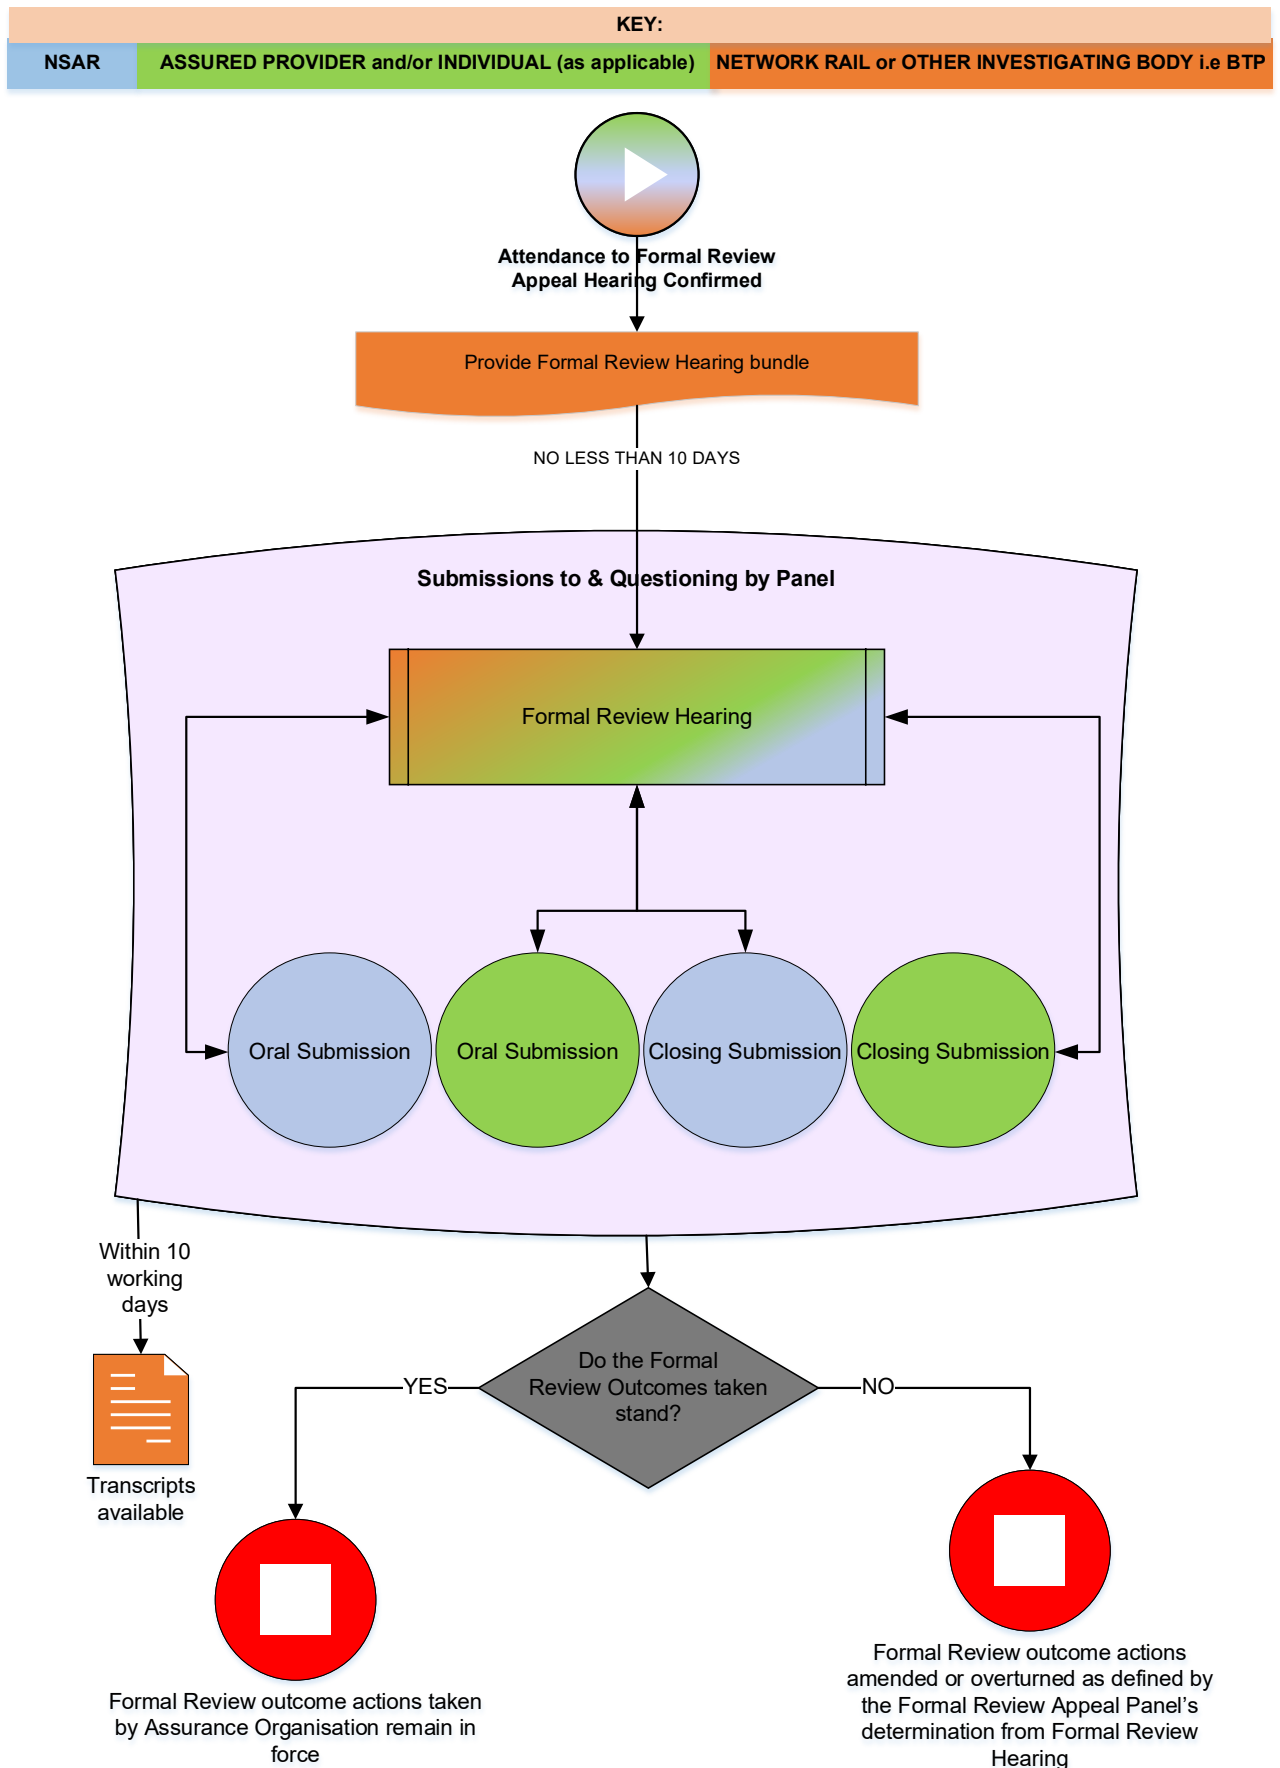 KEY:
NSAR
ASSURED PROVIDER and/or INDIVIDUAL (as applicable)
NETWORK RAIL or OTHER INVESTIGATING BODY i.e BTP
Attendance to Formal Review
Appeal Hearing Confirmed
Provide Formal Review Hearing bundle
NO LESS THAN 10 DAYS
Submissions to & Questioning by Panel
Formal Review Hearing
Oral Submission
Oral Submission
Closing Submission
Closing Submission
Within 10
working
days
Transcripts
available
Do the Formal
Review Outcomes taken
stand?
YES
NO
Formal Review outcome actions taken
by Assurance Organisation remain in
force
Formal Review outcome actions
amended or overturned as defined by
the Formal Review Appeal Panel’s
determination from Formal Review
Hearing